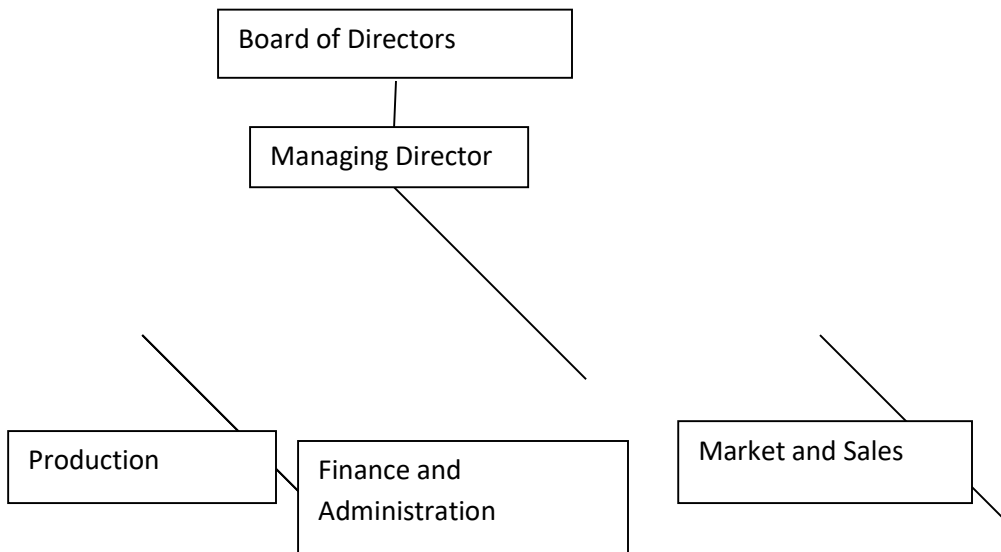 Board of Directors
Managing Director
Production
Finance and
Administration
Market and Sales